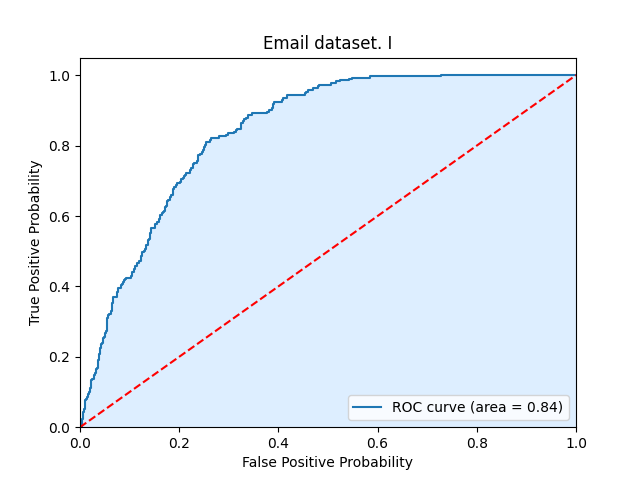 Email dataset. I
1.0
0.8
0.6
0.4
0.2
0.0
True Positive Probability
ROC curve (area = 0.84)
0.0 0.2 0.4 0.6 0.8 1.0
False Positive Probability